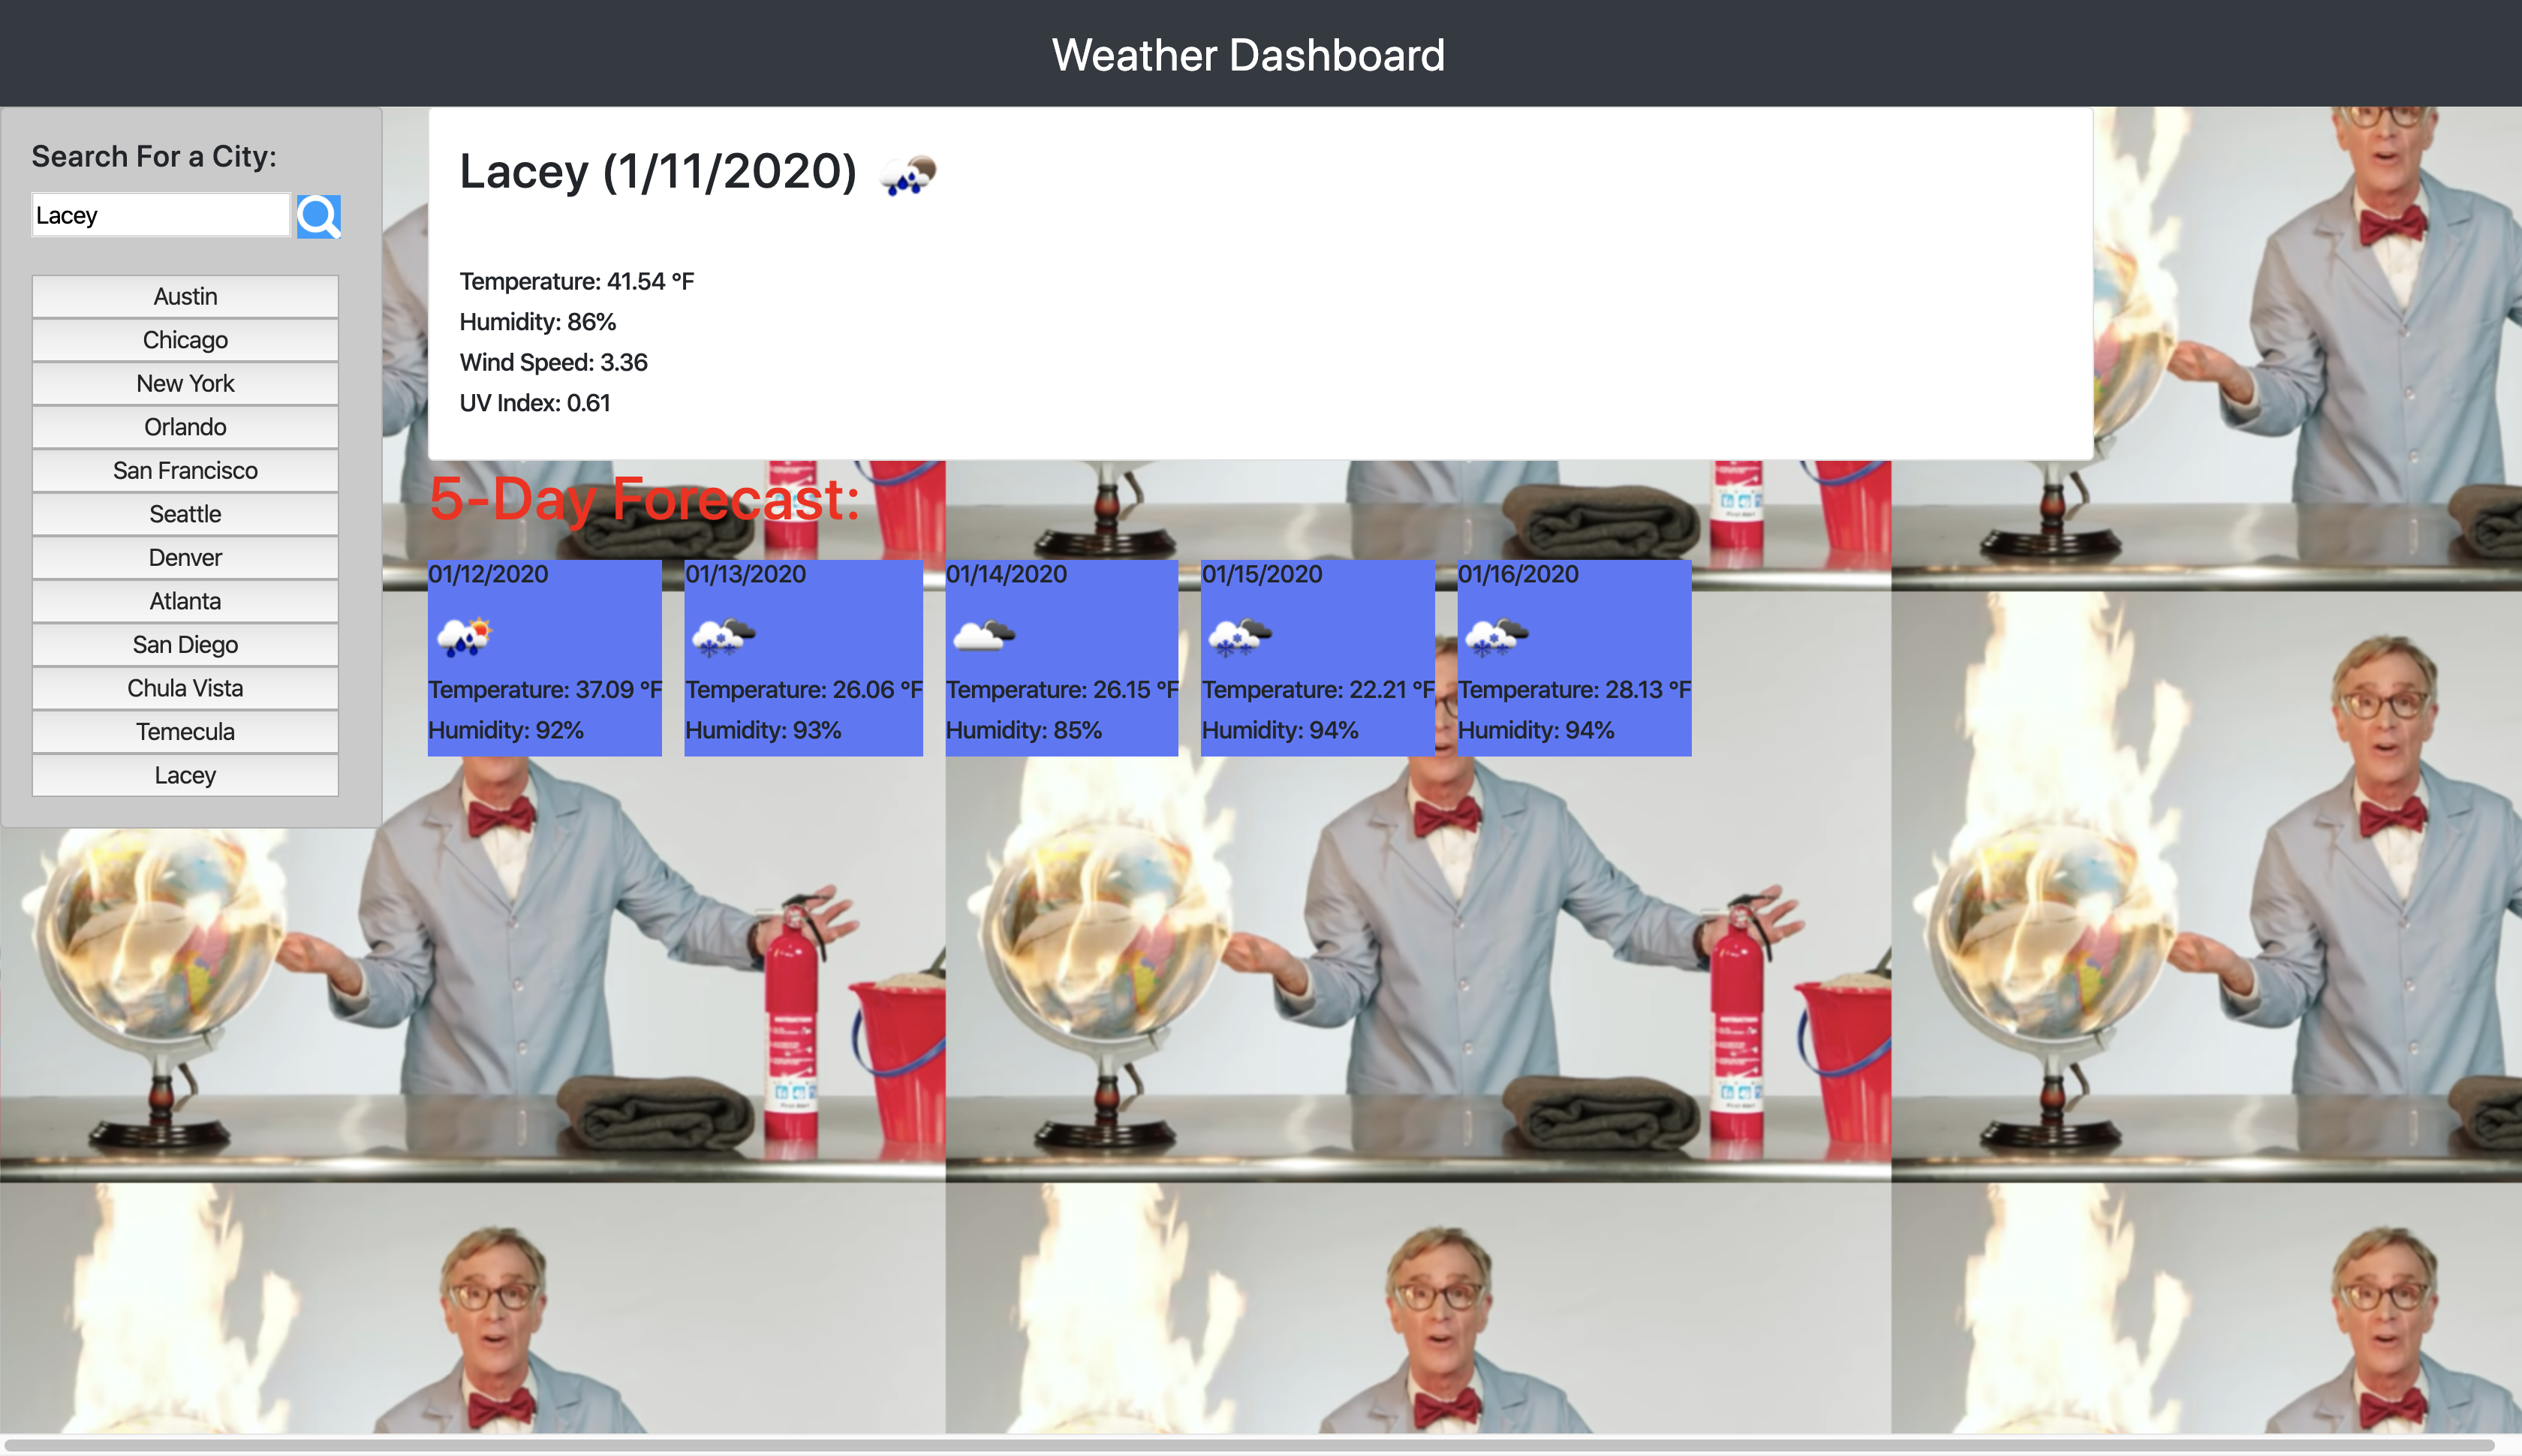 Weather Dashboard
Search For a City:
Lacey
Austin
Chicago
New York
Orlando
San Francisco
Seattle
Denver
Atlanta
San Diego
Chula Vista
Temecula
Lacey
Lacey (1/11/2020)
Temperature: 41.54 °F
Humidity: 86%
Wind Speed: 3.36
UV Index: 0.61
5-Day Forecast:
01/12/2020
Temperature: 37.09 °F
Humidity: 92%
01/13/2020
Temperature: 26.06 °F
Humidity: 93%
01/14/2020
Temperature: 26.15 °F
Humidity: 85%
01/15/2020
Temperature: 22.21 °F
Humidity: 94%
01/16/2020
Temperature: 28.13 °F
Humidity: 94%